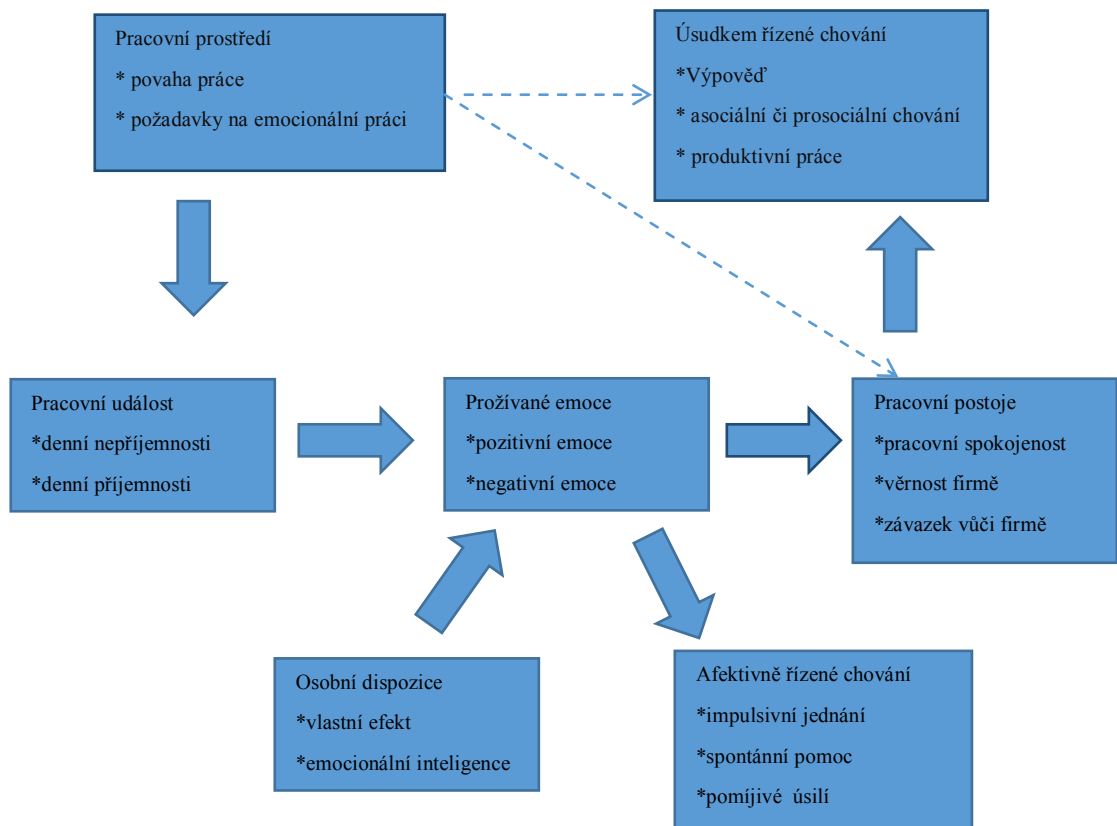 Pracovní prostředí
* povaha práce
* požadavky na emocionální práci
Úsudkem řízené chování
*Výpověď
* asociální či prosociální chování
* produktivní práce
Pracovní událost
*denní nepříjemnosti
*denní příjemnosti
Prožívané emoce
*pozitivní emoce
*negativní emoce
Pracovní postoje
*pracovní spokojenost
*věrnost firmě
*závazek vůči firmě
Osobní dispozice
*vlastní efekt
*emocionální inteligence
Afektivně řízené chování
*impulsivní jednání
*spontánní pomoc
*pomíjivé úsilí